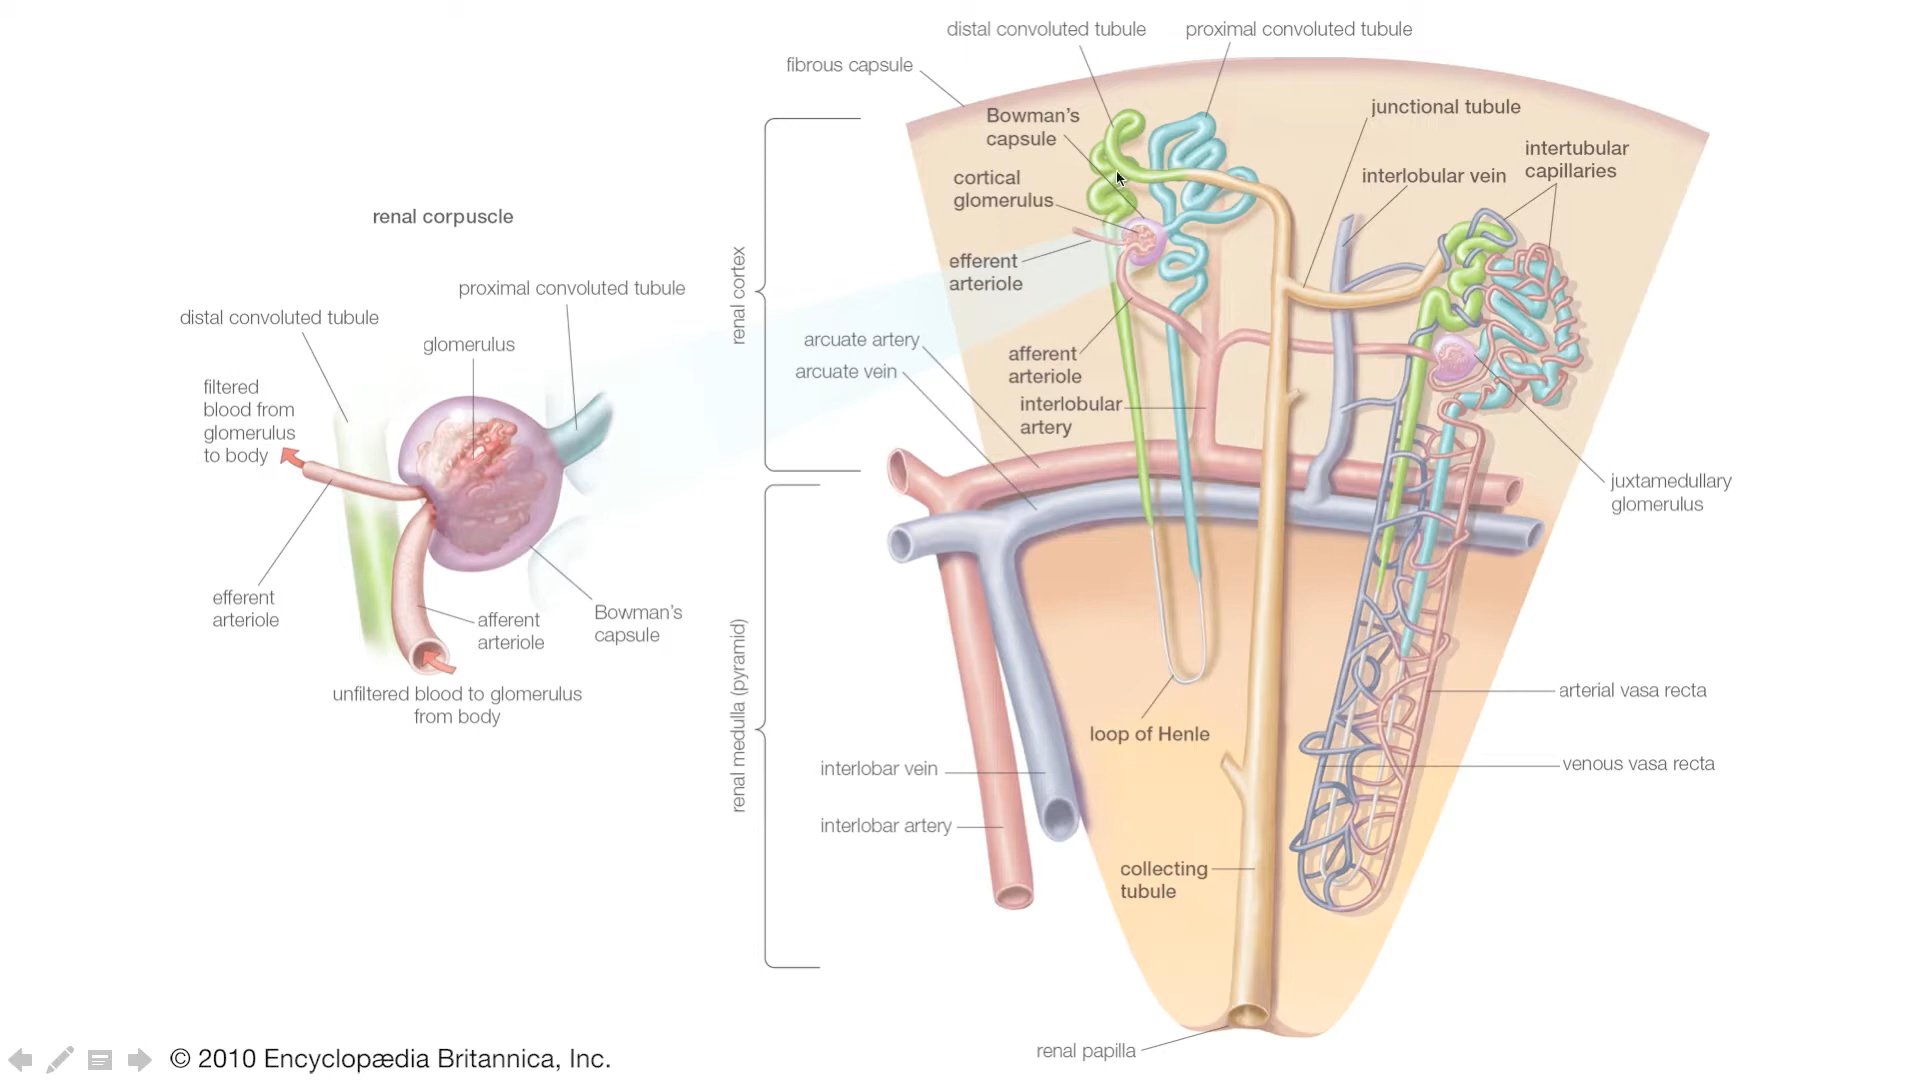 distal convoluted tubule
proximal convoluted tubule
fibrous capsule
Bowman's
capsule
junctional tubule
intertubular
capillaries
interlobular vein
cortical
glomerulus
efferent
arteriole
renal cortex
arcuate artery
arcuate vein
afferent
arteriole
interlobular
artery
juxtamedullary
glomerulus
renal medulla (pyramid)
loop of Henle
arterial vasa recta
venous vasa recta
interlobar vein
interlobar artery
collecting
tubule
renal papilla
renal corpuscle
proximal convoluted tubule
distal convoluted tubule
glomerulus
filtered
blood from
glomerulus
to body
efferent
arteriole
afferent
arteriole
Bowman's
capsule
unfiltered blood to glomerulus
from body
© 2010 Encyclopædia Britannica, Inc.